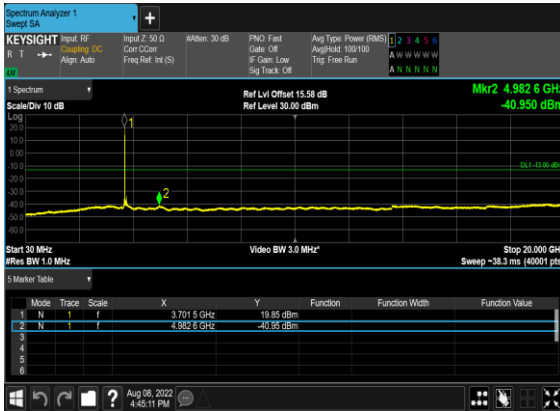 Spectrum Analyzer 1
Swept SA
+
KEYSIGHT Input: RF Input Z: 50 Ω #Atten: 30 dB PNO: Fast Avg Type: Power (RMS) 1 2 3 4 5 6
R T Coupling: DC Corr CCorr Gate: Off Avg|Hold: 100/100 A W W W W W
Align: Auto Freq Ref: Int (S) IF Gain: Low Trig: Free Run
Sig Track: Off A N N N N N
1 Spectrum
Scale/Div 10 dB
Ref Lvl Offset 15.58 dB
Ref Level 30.00 dBm
Mkr2 4.982 6 GHz
-40.950 dBm
Log
20.0
10.0
0.00
-10.0
-20.0
-30.0
-40.0
-50.0
-60.0
1
2
DL1 -13.00 dBm
Start 30 MHz Video BW 3.0 MHz* Stop 20.000 GHz
#Res BW 1.0 MHz Sweep ~38.3 ms (40001 pts)
5 Marker Table
Mode Trace Scale X Y Function Function Width Function Value
1 N 1 f 3.701 5 GHz 19.85 dBm
2 N 1 f 4.982 6 GHz -40.95 dBm
3
4
5
6
? Aug 08, 2022
4:45:11 PM